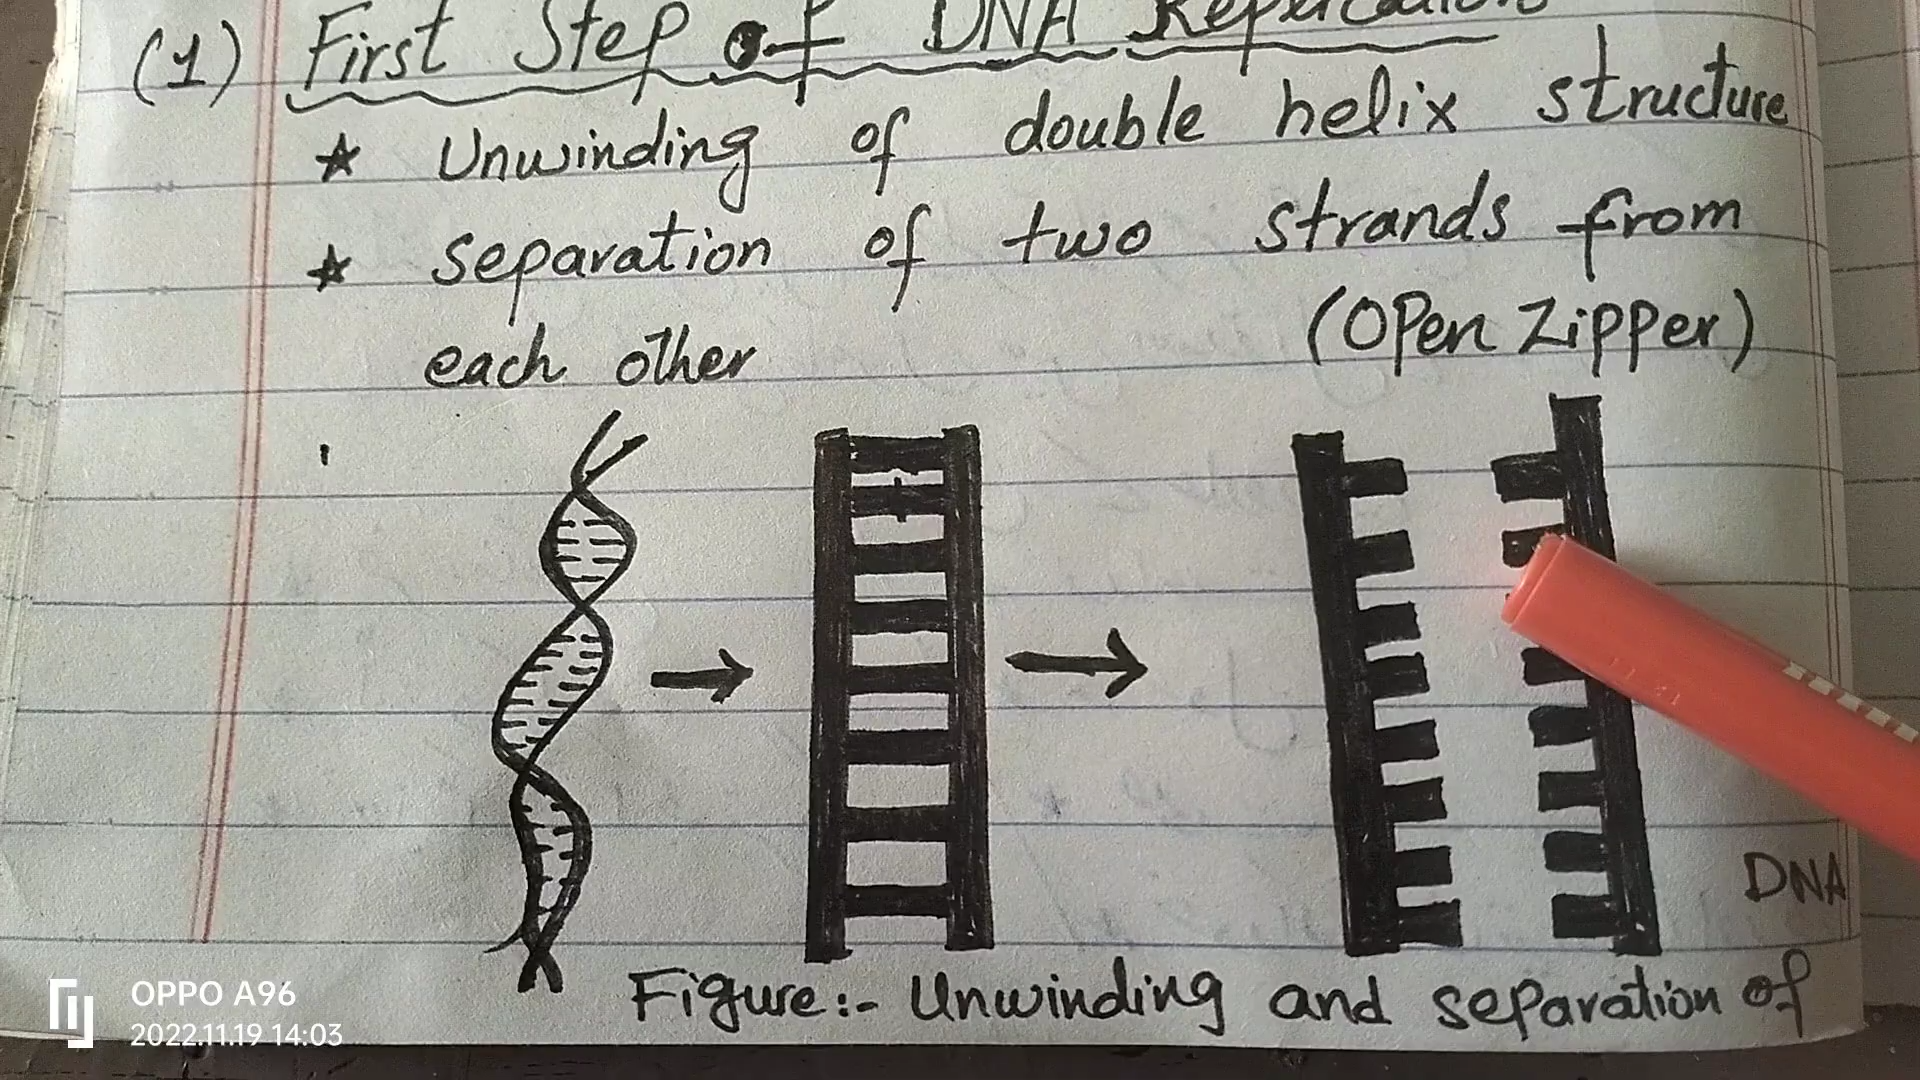 (1) First Step of DNA Replication
* Unwinding of double helix structure
* separation of two strands from
each other
(Open Zipper)
DNA
Figure:- Unwinding and separation of
OPPO A96
2022.11.19 14:03